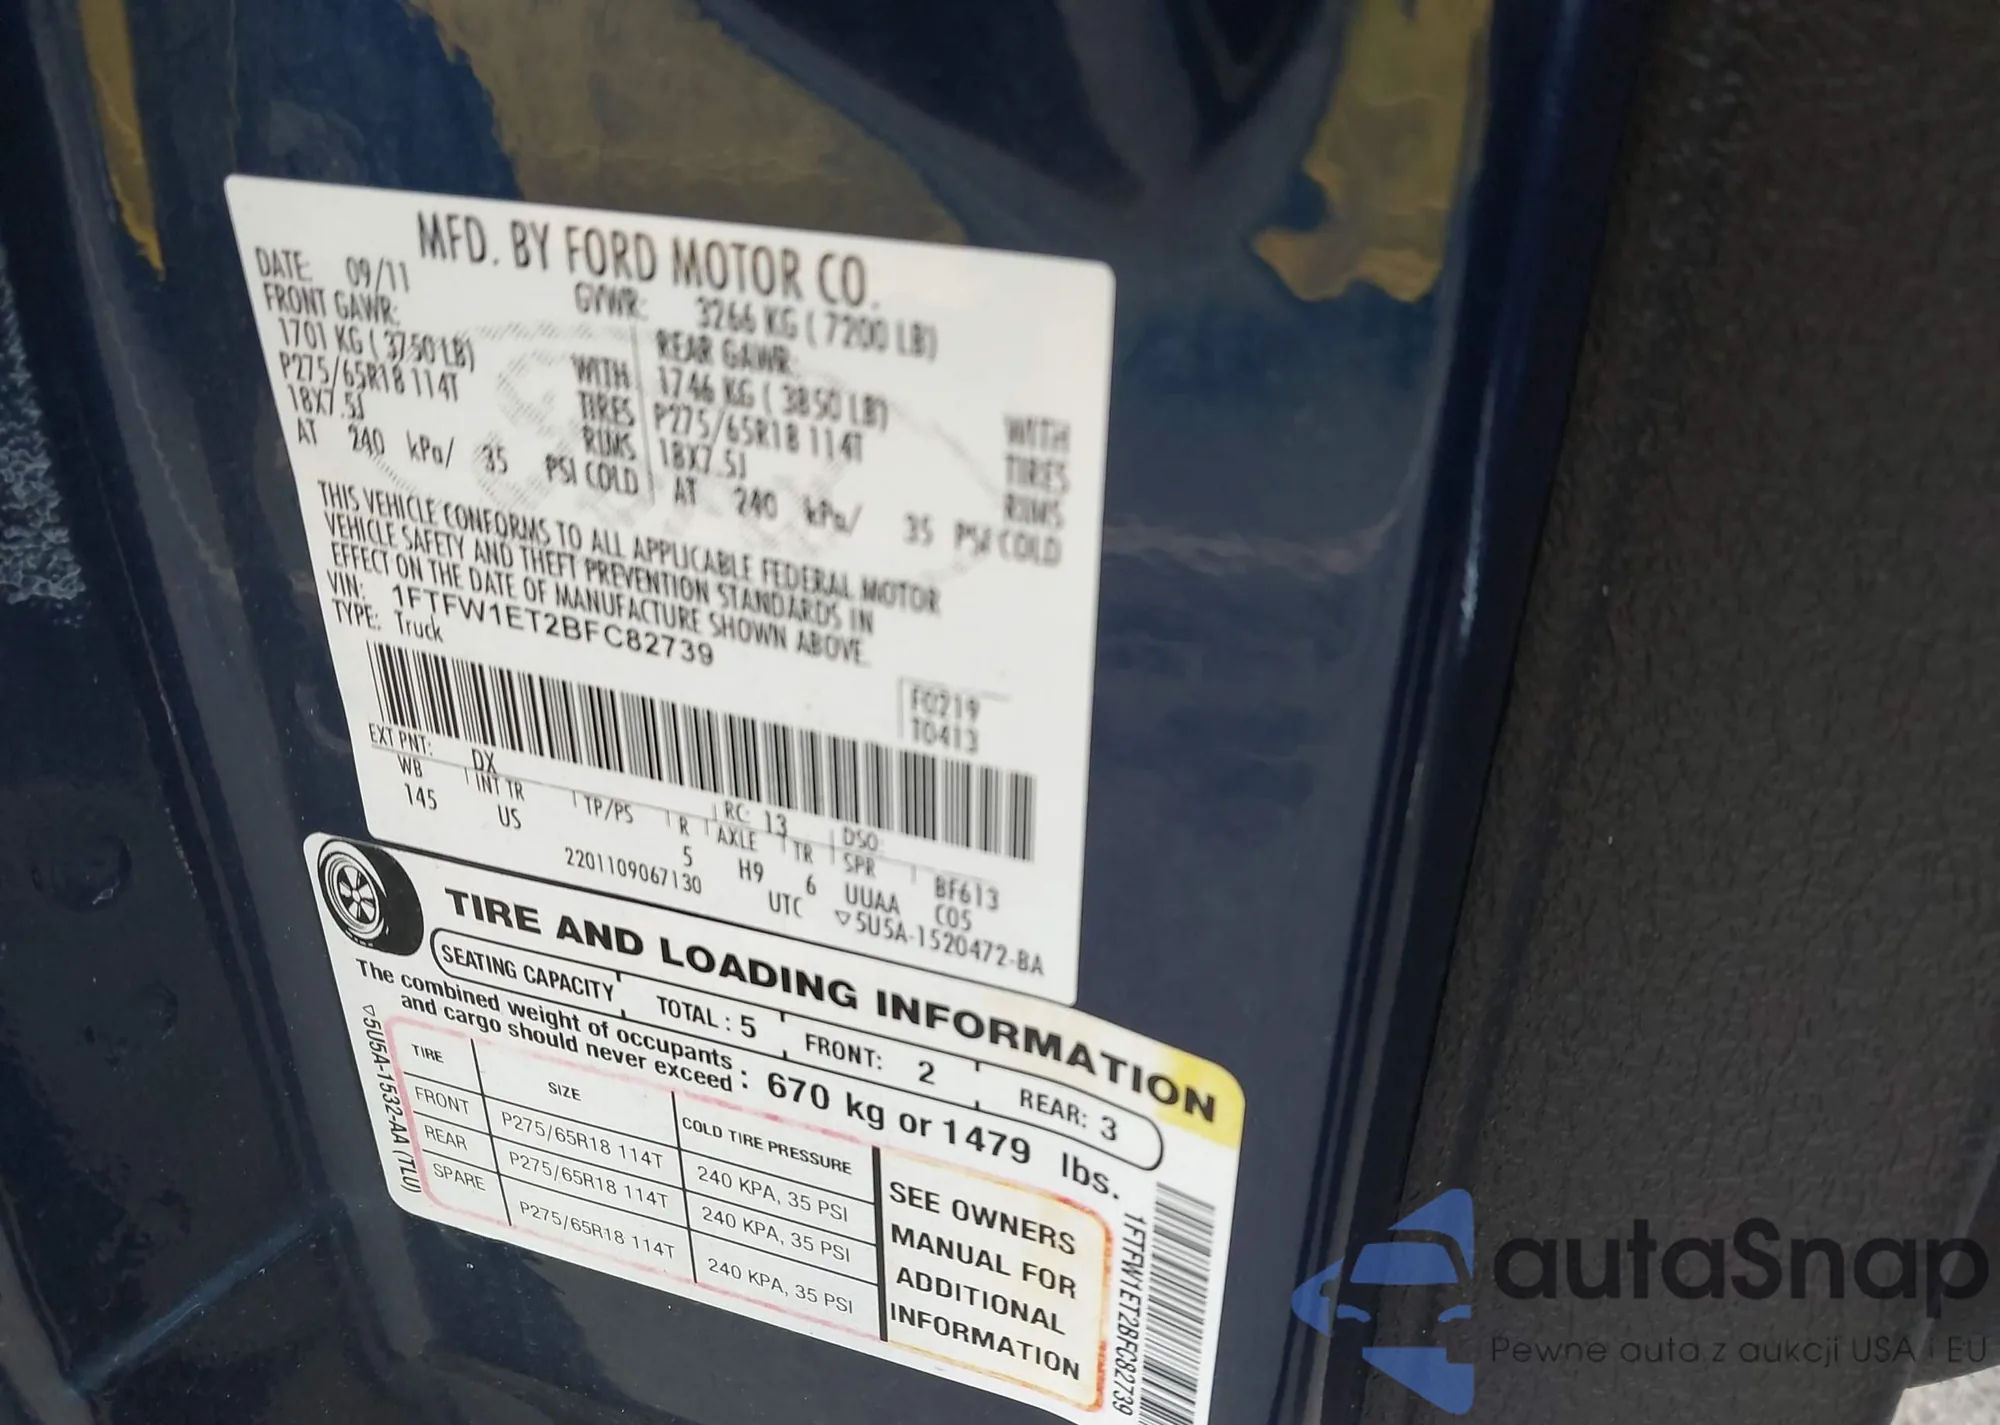 MFD. BY FORD MOTOR CO.
DATE: 09/11 GVWR: 3266 KG ( 7200 LB)
FRONT GAWR: REAR GAWR:
1701 KG ( 3750 LB) WITH 1746 KG ( 3850 LB) WITH
P275/65R18 114T TIRES P275/65R18 114T TIRES
18X7.5J RIMS 18X7.5J RIMS
AT 240 kPa/ 35 PSI COLD AT 240 kPa/ 35 PSI COLD
THIS VEHICLE CONFORMS TO ALL APPLICABLE FEDERAL MOTOR
VEHICLE SAFETY AND THEFT PREVENTION STANDARDS IN
EFFECT ON THE DATE OF MANUFACTURE SHOWN ABOVE.
VIN: 1FTFW1ET2BFC82739
TYPE: Truck
F0219
T0413
EXT PNT: DX RC: 13 DSO:
WB INT TR TP/PS R AXLE TR SPR BF613
145 US 5 H9 6 UUAA C05
2201109067130 UTC ▽5U5A-1520472-BA
TIRE AND LOADING INFORMATION
SEATING CAPACITY TOTAL : 5 FRONT: 2 REAR: 3
The combined weight of occupants
and cargo should never exceed : 670 kg or 1479 lbs.
TIRE SIZE COLD TIRE PRESSURE
FRONT P275/65R18 114T 240 KPA, 35 PSI
REAR P275/65R18 114T 240 KPA, 35 PSI
SPARE P275/65R18 114T 240 KPA, 35 PSI
SEE OWNERS
MANUAL FOR
ADDITIONAL
INFORMATION
▽5U5A-1532-AA (TLU)
1FTFW1ET2BFC82739
autaSnap
Pewne auta z aukcji USA i EU